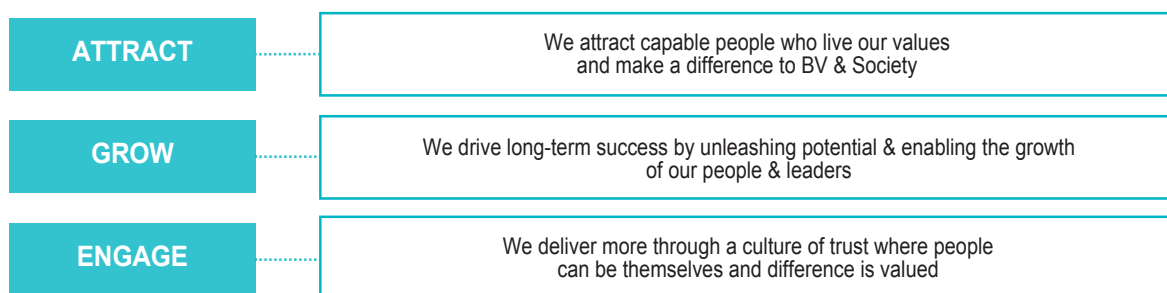 ATTRACT
We attract capable people who live our values
and make a difference to BV & Society
GROW
We drive long-term success by unleashing potential & enabling the growth
of our people & leaders
ENGAGE
We deliver more through a culture of trust where people
can be themselves and difference is valued